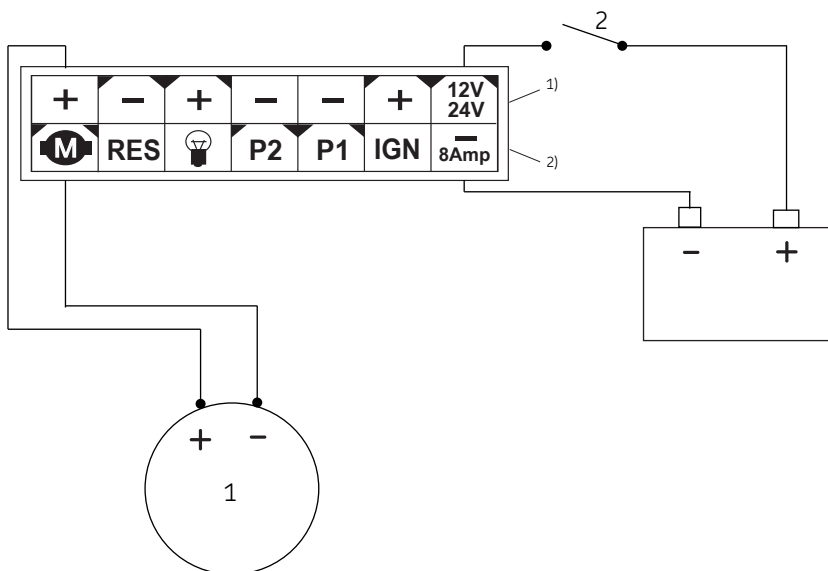 2
+ − + − − + 12V
24V
1)
M RES P2 P1 IGN −
8Amp
2)
− +
+ −
1